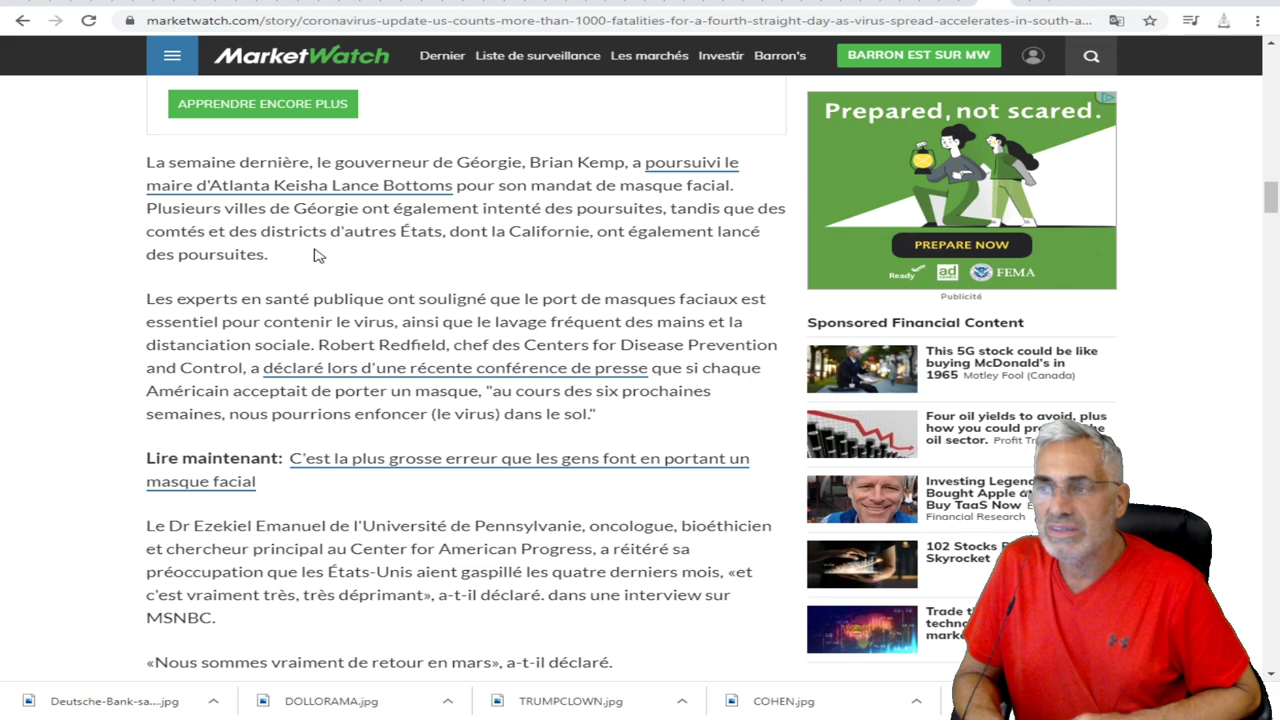 marketwatch.com/story/coronavirus-update-us-counts-more-than-1000-fatalities-for-a-fourth-straight-day-as-virus-spread-accelerates-in-south-a...
MarketWatch
Dernier Liste de surveillance Les marchés Investir Barron's
BARRON EST SUR MW
APPRENDRE ENCORE PLUS
La semaine dernière, le gouverneur de Géorgie, Brian Kemp, a poursuivi le
maire d'Atlanta Keisha Lance Bottoms pour son mandat de masque facial.
Plusieurs villes de Géorgie ont également intenté des poursuites, tandis que des
comtés et des districts d'autres États, dont la Californie, ont également lancé
des poursuites.
Les experts en santé publique ont souligné que le port de masques faciaux est
essentiel pour contenir le virus, ainsi que le lavage fréquent des mains et la
distanciation sociale. Robert Redfield, chef des Centers for Disease Prevention
and Control, a déclaré lors d'une récente conférence de presse que si chaque
Américain acceptait de porter un masque, "au cours des six prochaines
semaines, nous pourrions enfoncer (le virus) dans le sol."
Lire maintenant: C'est la plus grosse erreur que les gens font en portant un
masque facial
Le Dr Ezekiel Emanuel de l'Université de Pennsylvanie, oncologue, bioéthicien
et chercheur principal au Center for American Progress, a réitéré sa
préoccupation que les États-Unis aient gaspillé les quatre derniers mois, «et
c'est vraiment très, très déprimant», a-t-il déclaré. dans une interview sur
MSNBC.
«Nous sommes vraiment de retour en mars», a-t-il déclaré.
Prepared, not scared.
PREPARE NOW
Ready
ad
FEMA
Publicité
Sponsored Financial Content
This 5G stock could be like
buying McDonald's in
1965 Motley Fool (Canada)
Four oil yields to avoid, plus
how you could
oil sector. Profit
Investing
Bought Apple
Buy TaaS Now
Financial Research
102 Stocks
Skyrocket
Trade
Deutsche-Bank-sa....jpg
DOLLORAMA.jpg
TRUMPCLOWN.jpg
COHEN.jpg